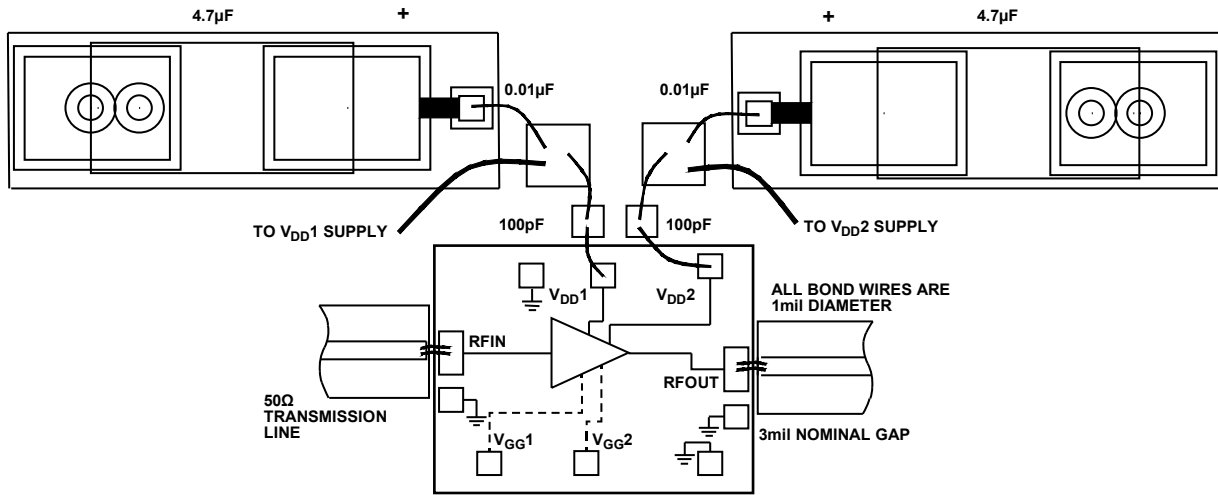 4.7µF
+
+
4.7µF
0.01µF
0.01µF
TO VDD1 SUPPLY
100pF
100pF
TO VDD2 SUPPLY
VDD1
VDD2
ALL BOND WIRES ARE
1mil DIAMETER
RFIN
RFOUT
50Ω
TRANSMISSION
LINE
VGG1
VGG2
3mil NOMINAL GAP